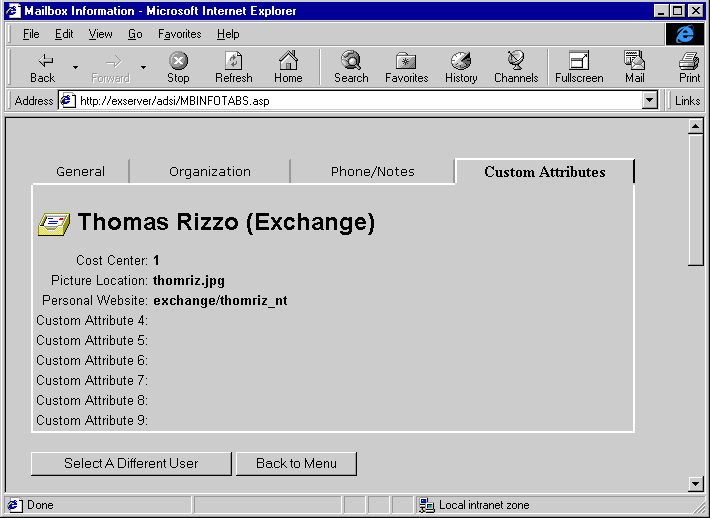 Mailbox Information - Microsoft Internet Explorer
File Edit View Go Favorites Help
Back Forward Stop Refresh Home Search Favorites History Channels Fullscreen Mail Print
Address http://exserver/adsi/MBINFOTABS.asp Links
General Organization Phone/Notes Custom Attributes
Thomas Rizzo (Exchange)
Cost Center: 1
Picture Location: thomriz.jpg
Personal Website: exchange/thomriz_nt
Custom Attribute 4:
Custom Attribute 5:
Custom Attribute 6:
Custom Attribute 7:
Custom Attribute 8:
Custom Attribute 9:
Select A Different User Back to Menu
Done Local intranet zone